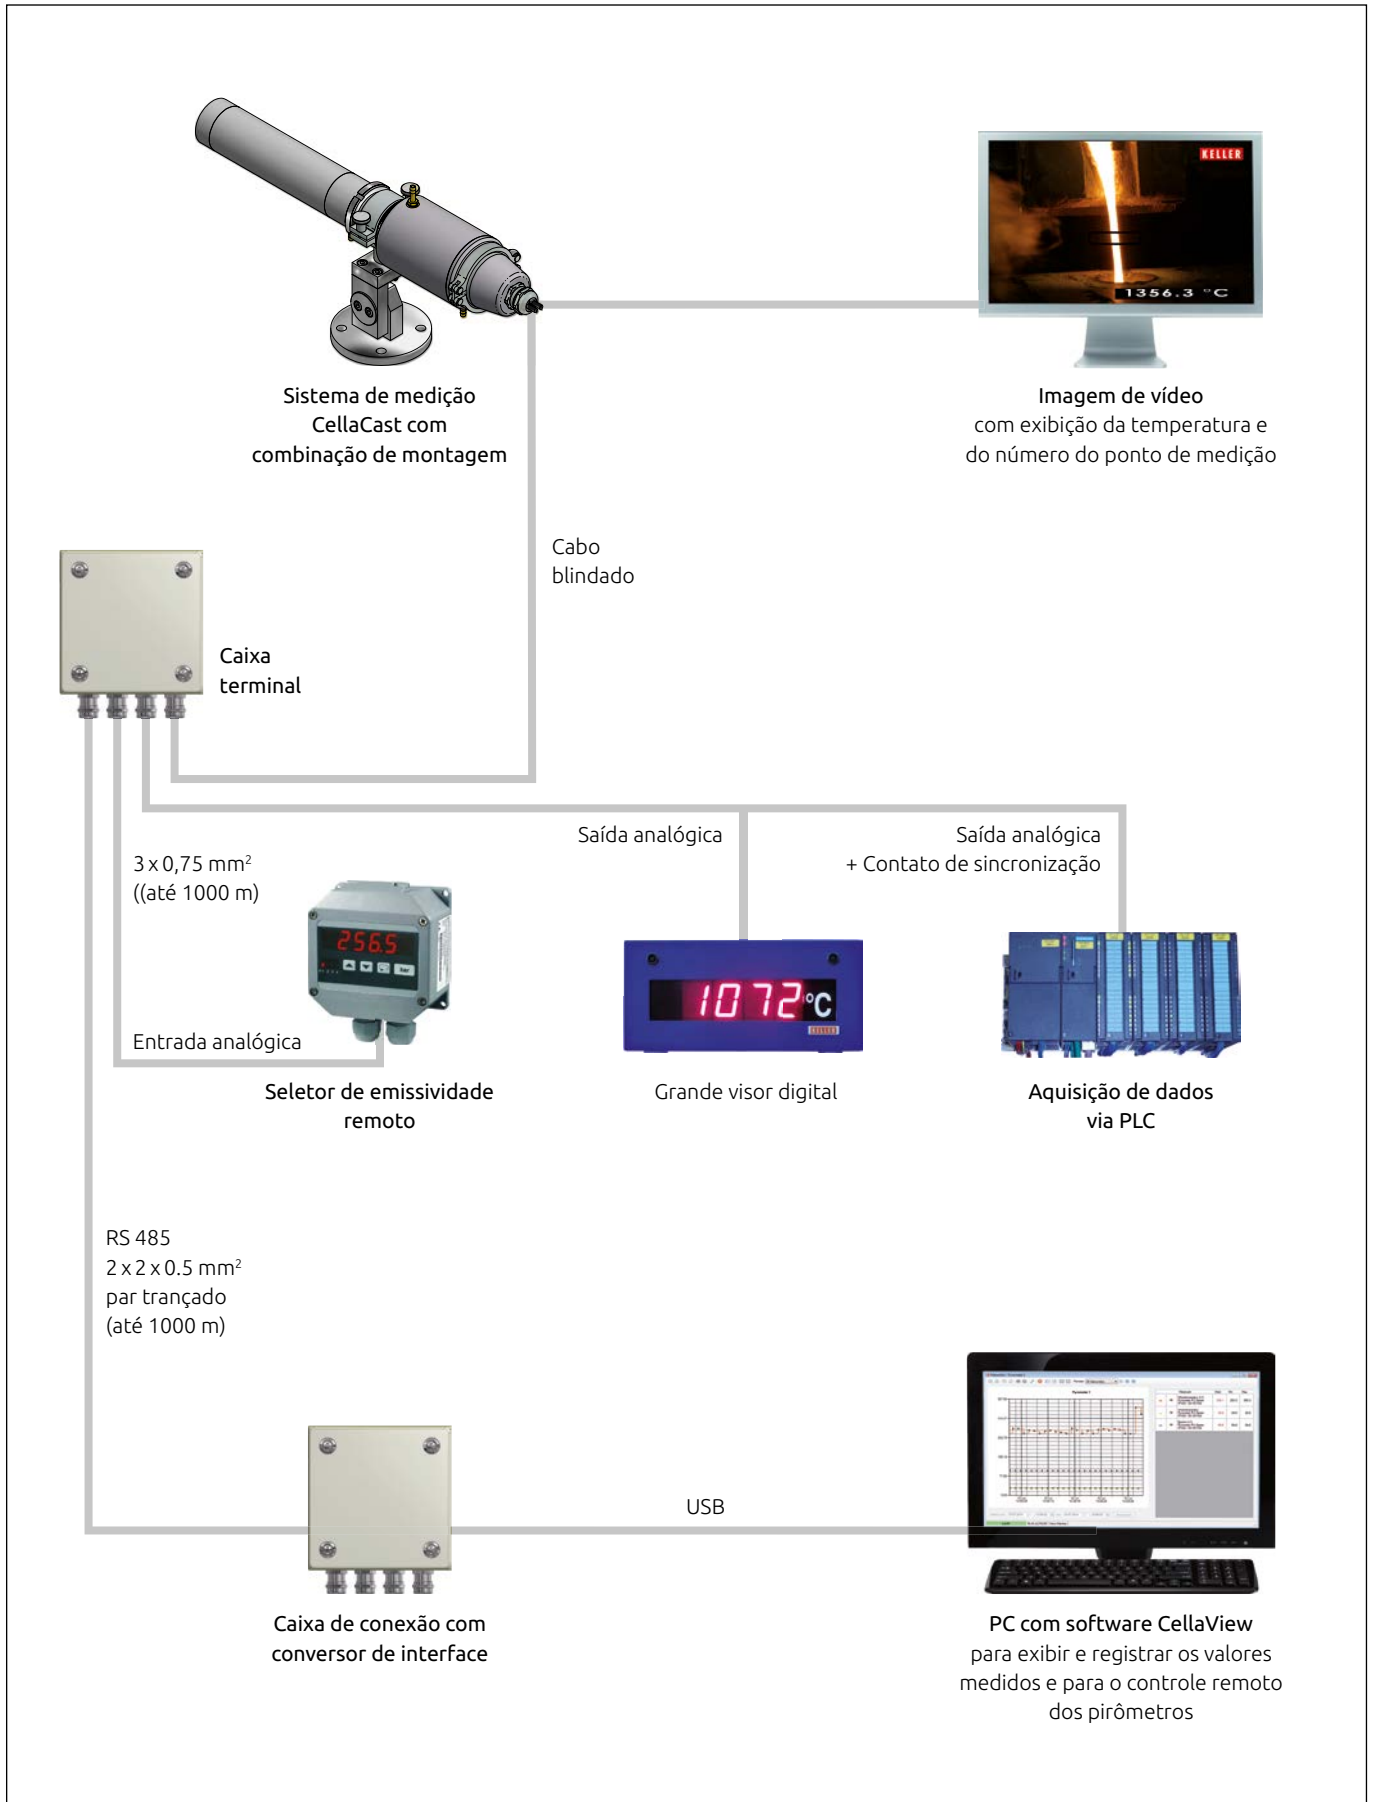 KELLER
1356.3 °C
Sistema de medição
CellaCast com
combinação de montagem
Imagem de vídeo
com exibição da temperatura e
do número do ponto de medição
Cabo
blindado
Caixa
terminal
3 x 0,75 mm²
((até 1000 m)
Saída analógica
Saída analógica
+ Contato de sincronização
256.5
bar
1072 °C
KELLER
Entrada analógica
Seletor de emissividade
remoto
Grande visor digital
Aquisição de dados
via PLC
RS 485
2 x 2 x 0.5 mm²
par trançado
(até 1000 m)
USB
Caixa de conexão com
conversor de interface
PC com software CellaView
para exibir e registrar os valores
medidos e para o controle remoto
dos pirômetros